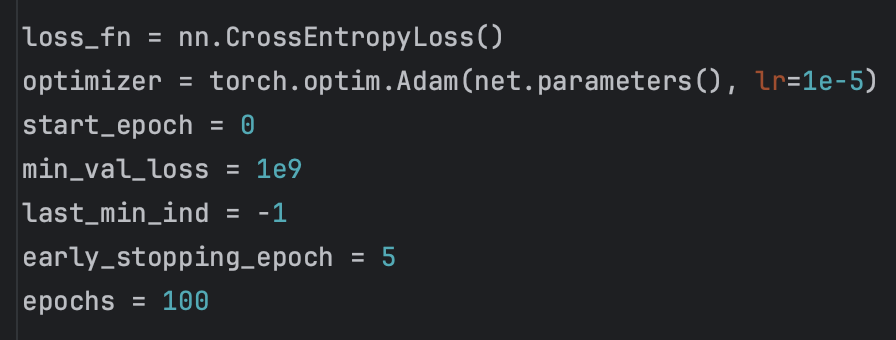 loss_fn = nn.CrossEntropyLoss()
optimizer = torch.optim.Adam(net.parameters(), lr=1e-5)
start_epoch = 0
min_val_loss = 1e9
last_min_ind = -1
early_stopping_epoch = 5
epochs = 100